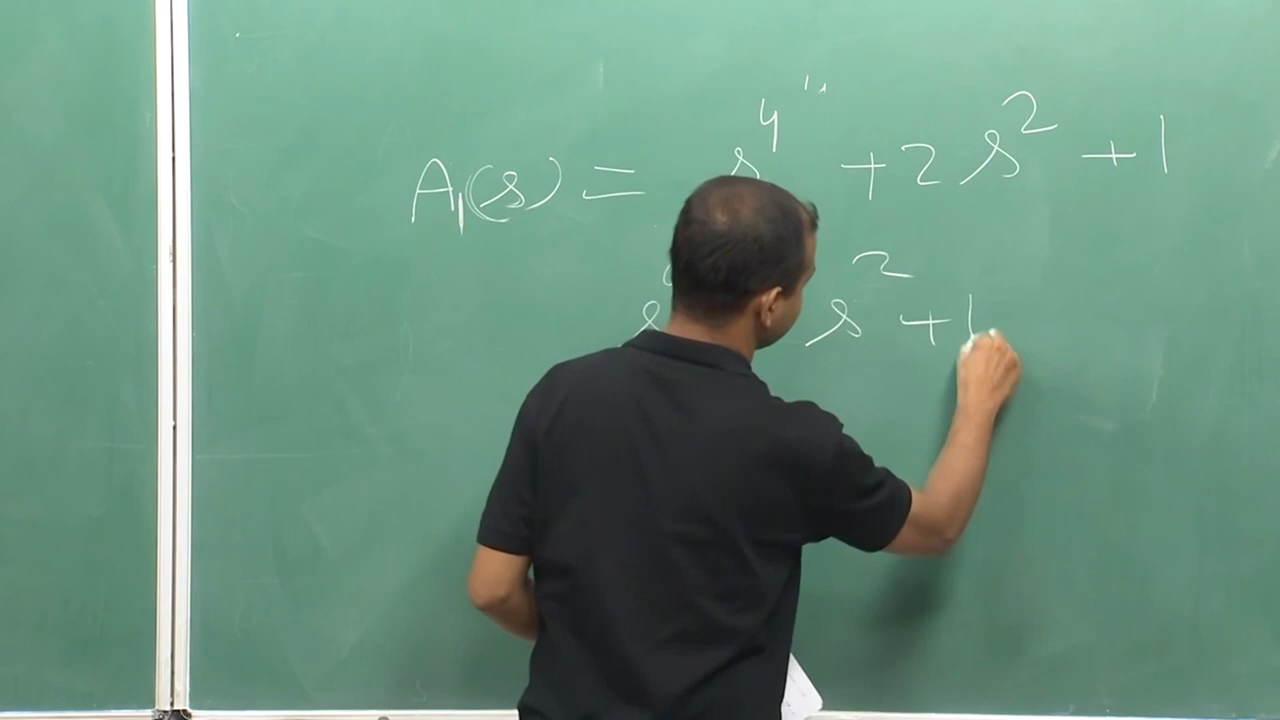 A₁(s) = s⁴ + 2s² + 1
s s² + 1